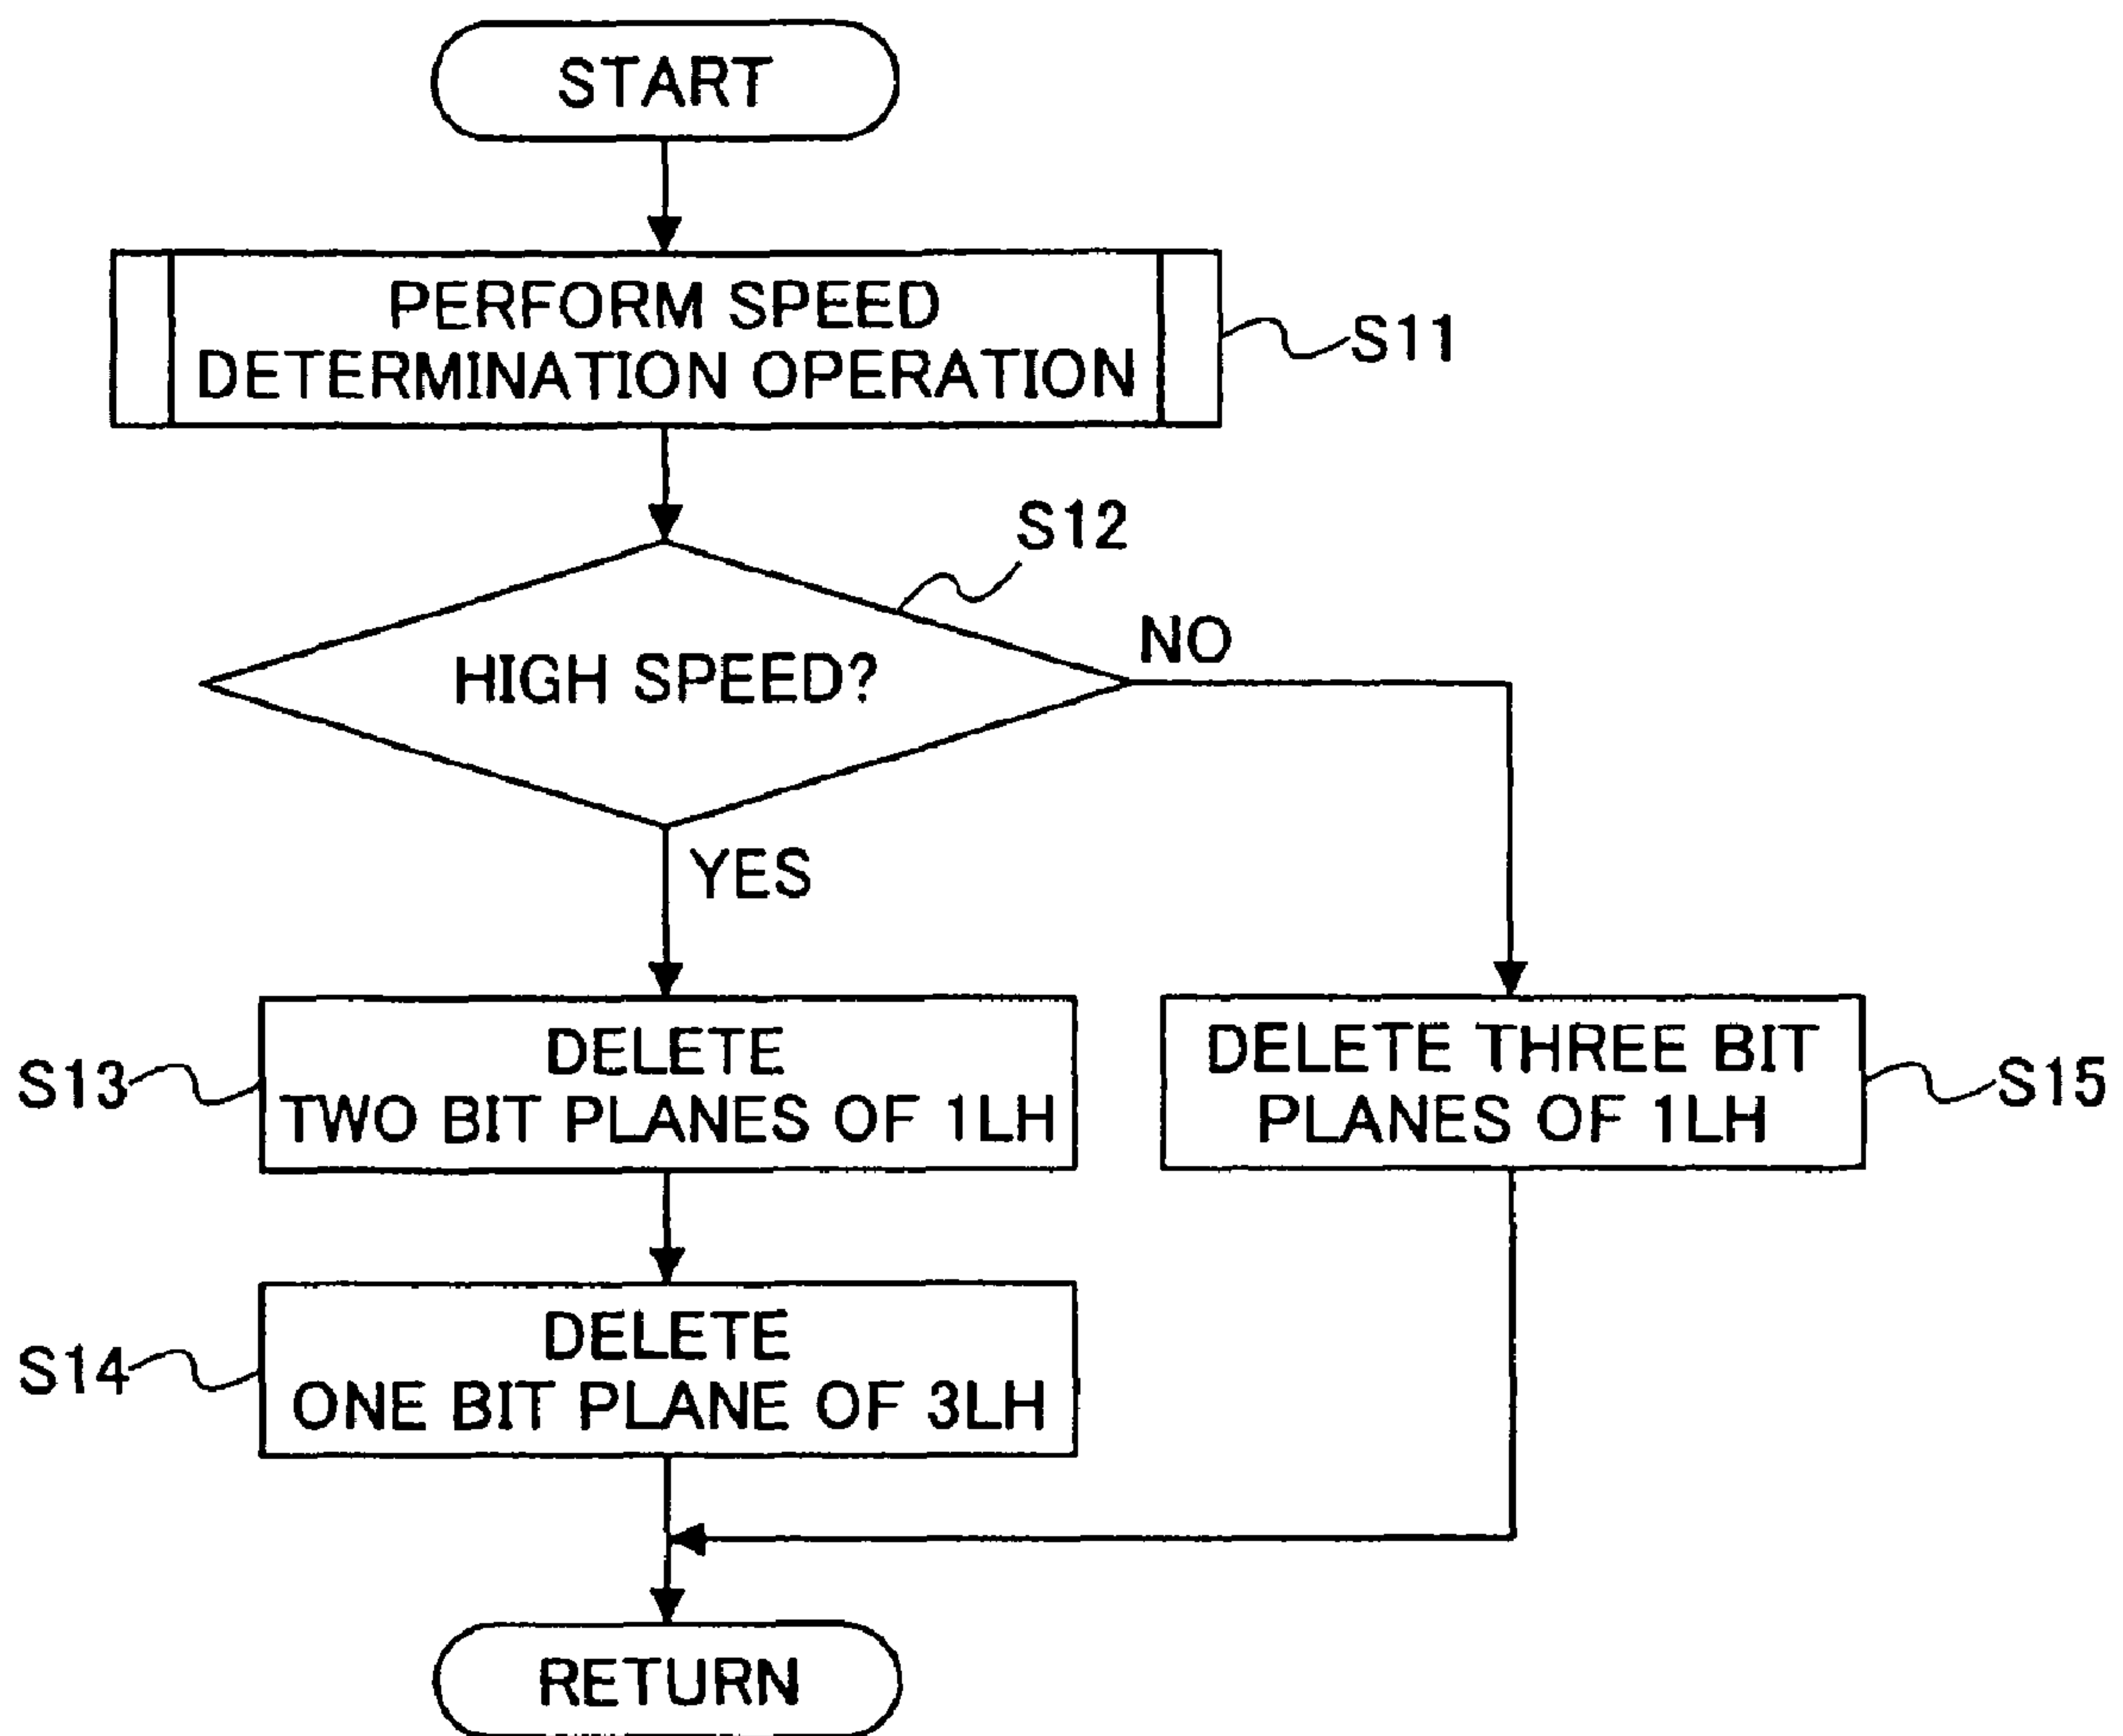 START
PERFORM SPEED
DETERMINATION OPERATION
S11
S12
HIGH SPEED?
NO
YES
S13
DELETE
TWO BIT PLANES OF 1LH
DELETE THREE BIT
PLANES OF 1LH
S15
S14
DELETE
ONE BIT PLANE OF 3LH
RETURN